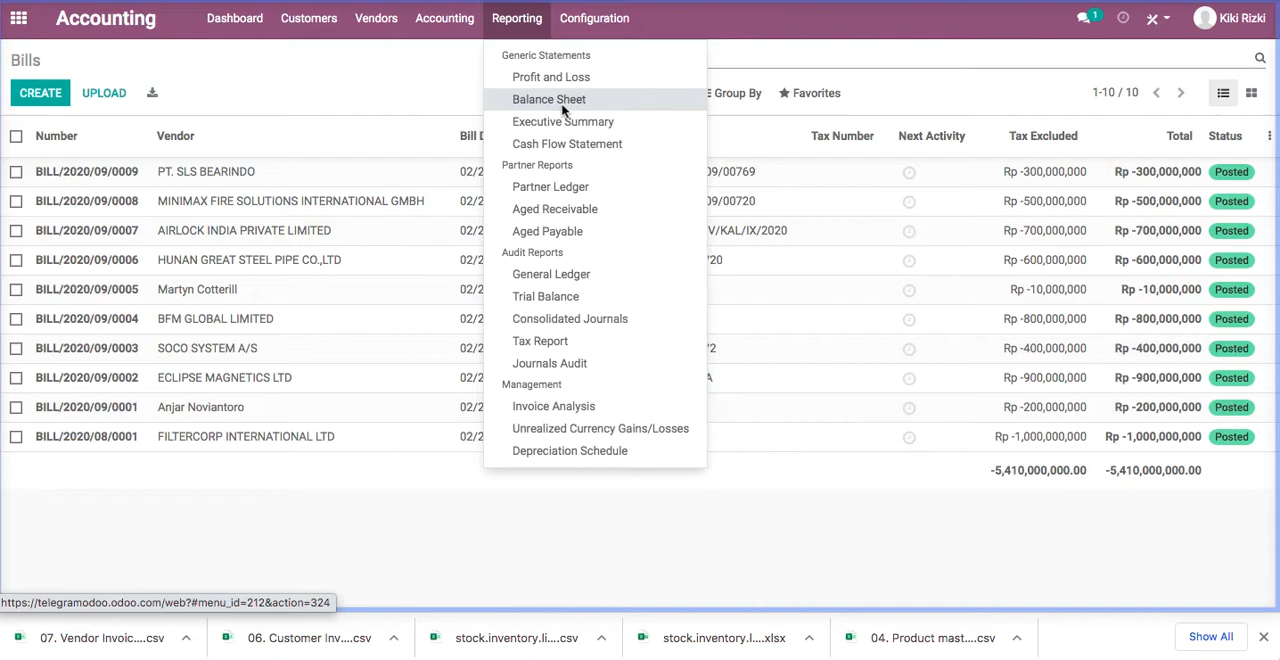 Accounting Dashboard Customers Vendors Accounting Reporting Configuration 1 Kiki Rizki
Bills
CREATE UPLOAD Group By Favorites 1-10 / 10
Number Vendor Bill Tax Number Next Activity Tax Excluded Total Status
BILL/2020/09/0009 PT. SLS BEARINDO 02/2 09/00769 Rp -300,000,000 Rp -300,000,000 Posted
BILL/2020/09/0008 MINIMAX FIRE SOLUTIONS INTERNATIONAL GMBH 02/2 09/00720 Rp -500,000,000 Rp -500,000,000 Posted
BILL/2020/09/0007 AIRLOCK INDIA PRIVATE LIMITED 02/2 V/KAL/IX/2020 Rp -700,000,000 Rp -700,000,000 Posted
BILL/2020/09/0006 HUNAN GREAT STEEL PIPE CO.,LTD 02/2 /20 Rp -600,000,000 Rp -600,000,000 Posted
BILL/2020/09/0005 Martyn Cotterill 02/2 Rp -10,000,000 Rp -10,000,000 Posted
BILL/2020/09/0004 BFM GLOBAL LIMITED 02/2 Rp -800,000,000 Rp -800,000,000 Posted
BILL/2020/09/0003 SOCO SYSTEM A/S 02/2 /2 Rp -400,000,000 Rp -400,000,000 Posted
BILL/2020/09/0002 ECLIPSE MAGNETICS LTD 02/2 A Rp -900,000,000 Rp -900,000,000 Posted
BILL/2020/09/0001 Anjar Noviantoro 02/2 Rp -200,000,000 Rp -200,000,000 Posted
BILL/2020/08/0001 FILTERCORP INTERNATIONAL LTD 02/2 Rp -1,000,000,000 Rp -1,000,000,000 Posted
-5,410,000,000.00 -5,410,000,000.00
Generic Statements
Profit and Loss
Balance Sheet
Executive Summary
Cash Flow Statement
Partner Reports
Partner Ledger
Aged Receivable
Aged Payable
Audit Reports
General Ledger
Trial Balance
Consolidated Journals
Tax Report
Journals Audit
Management
Invoice Analysis
Unrealized Currency Gains/Losses
Depreciation Schedule
https://telegramodoo.odoo.com/web?#menu_id=212&action=324
07. Vendor Invoic....csv 06. Customer Inv....csv stock.inventory.li....csv stock.inventory.l....xlsx 04. Product mast....csv Show All